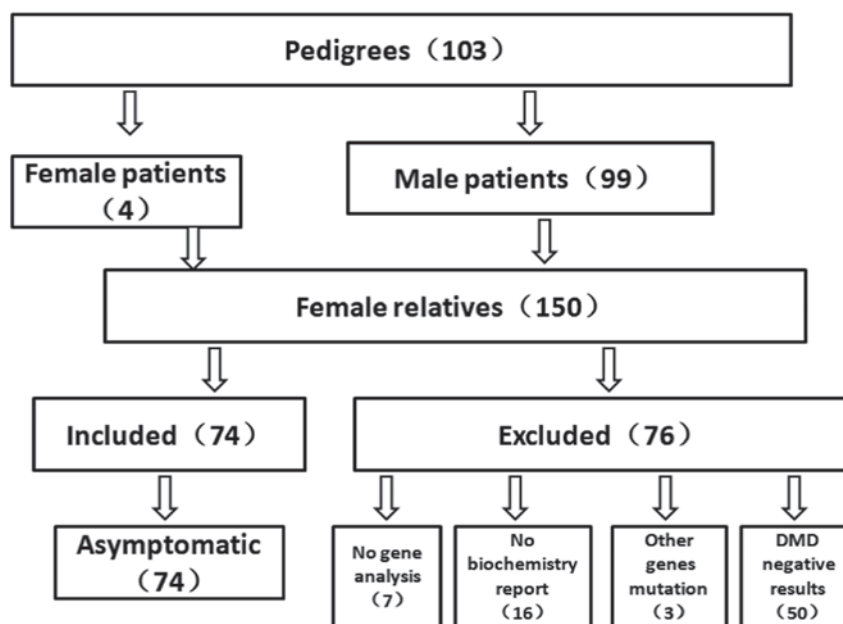 Pedigrees（103）
Female patients
（4）
Male patients（99）
Female relatives（150）
Included（74）
Excluded（76）
Asymptomatic
（74）
No gene
analysis
（7）
No
biochemistry
report
（16）
Other
genes
mutation
（3）
DMD
negative
results
（50）